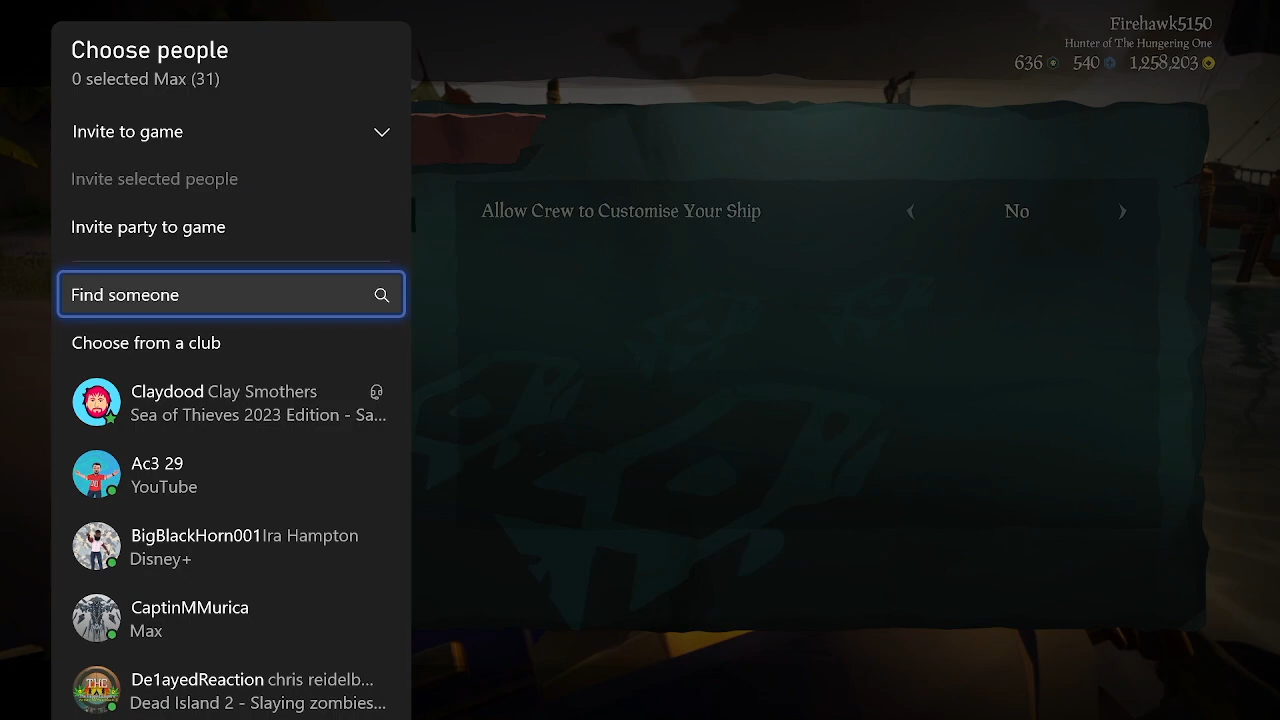 Choose people
0 selected Max (31)
Invite to game
Invite selected people
Invite party to game
Find someone
Choose from a club
Claydood Clay Smothers
Sea of Thieves 2023 Edition - Sa...
Ac3 29
YouTube
BigBlackHorn001 Ira Hampton
Disney+
CaptinMMurica
Max
THE
De1ayedReaction chris reidelb...
Dead Island 2 - Slaying zombies...
Firehawk5150
Hunter of The Hungering One
636 540 1,258,203
Allow Crew to Customise Your Ship
No